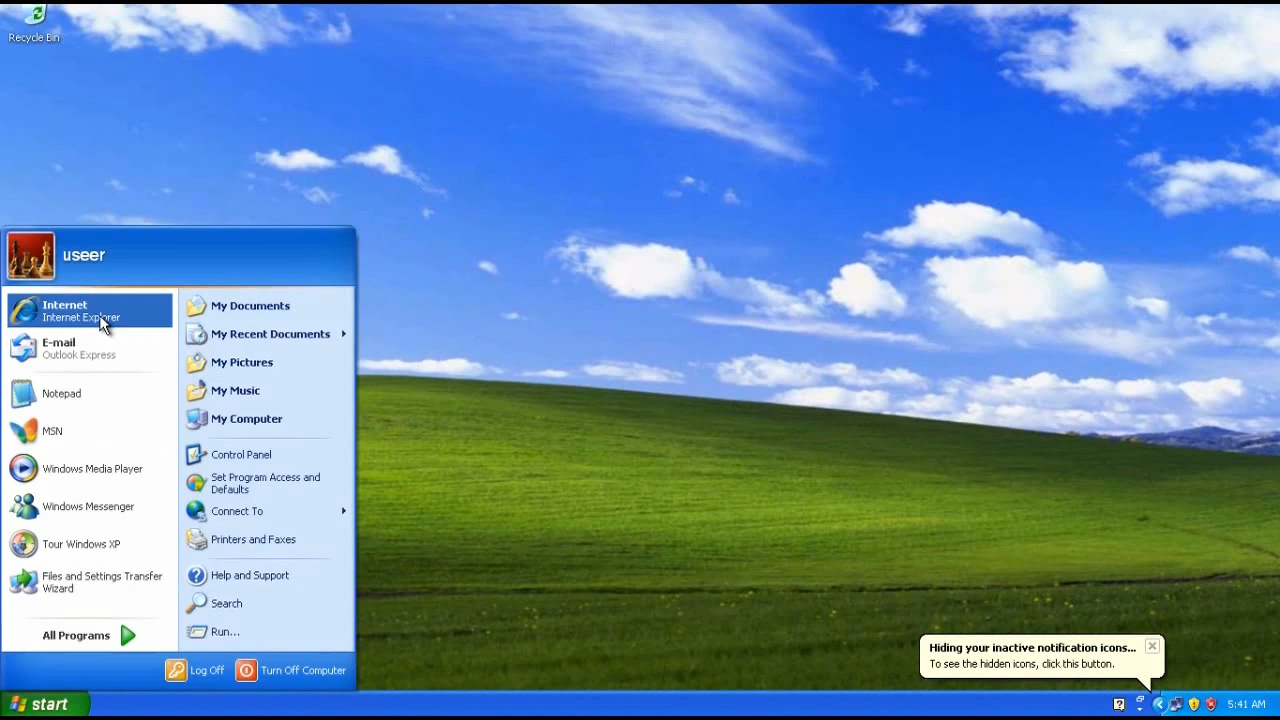 Recycle Bin
useer
Internet
Internet Explorer
E-mail
Outlook Express
Notepad
MSN
Windows Media Player
Windows Messenger
Tour Windows XP
Files and Settings Transfer
Wizard
All Programs
My Documents
My Recent Documents
My Pictures
My Music
My Computer
Control Panel
Set Program Access and
Defaults
Connect To
Printers and Faxes
Help and Support
Search
Run...
Log Off
Turn Off Computer
Hiding your inactive notification icons...
To see the hidden icons, click this button.
start
5:41 AM